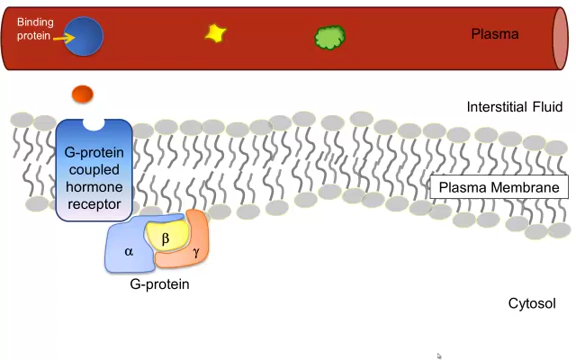 Binding
protein
Plasma
Interstitial Fluid
G-protein
coupled
hormone
receptor
Plasma Membrane
α
β
γ
G-protein
Cytosol